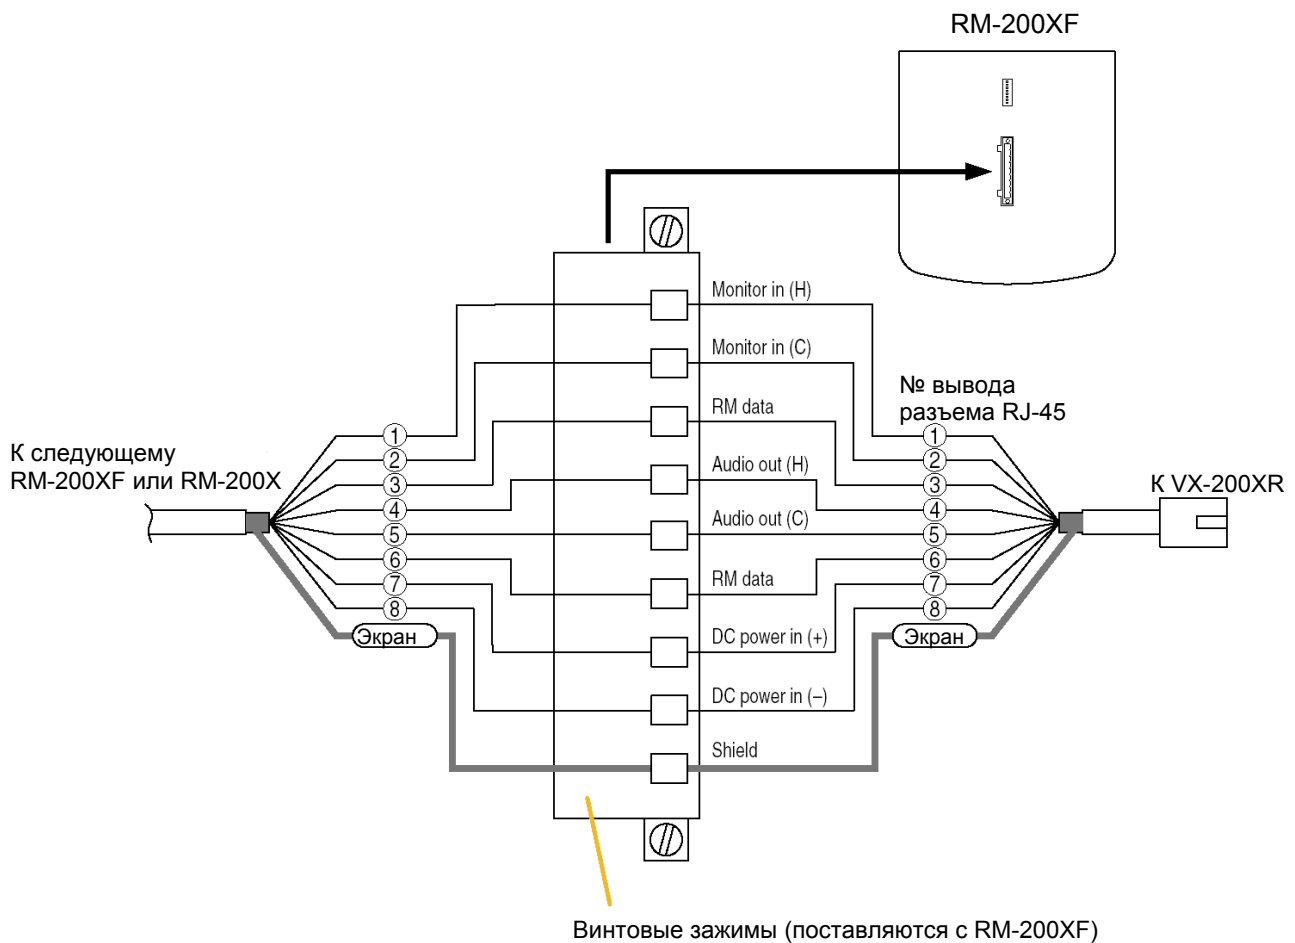 RM-200XF
Monitor in (H)
Monitor in (C)
RM data
Audio out (H)
Audio out (C)
RM data
DC power in (+)
DC power in (–)
Shield
К следующему
RM-200XF или RM-200X
1
2
3
4
5
6
7
8
Экран
№ вывода
разъема RJ-45
1
2
3
4
5
6
7
8
Экран
К VX-200XR
Винтовые зажимы (поставляются с RM-200XF)